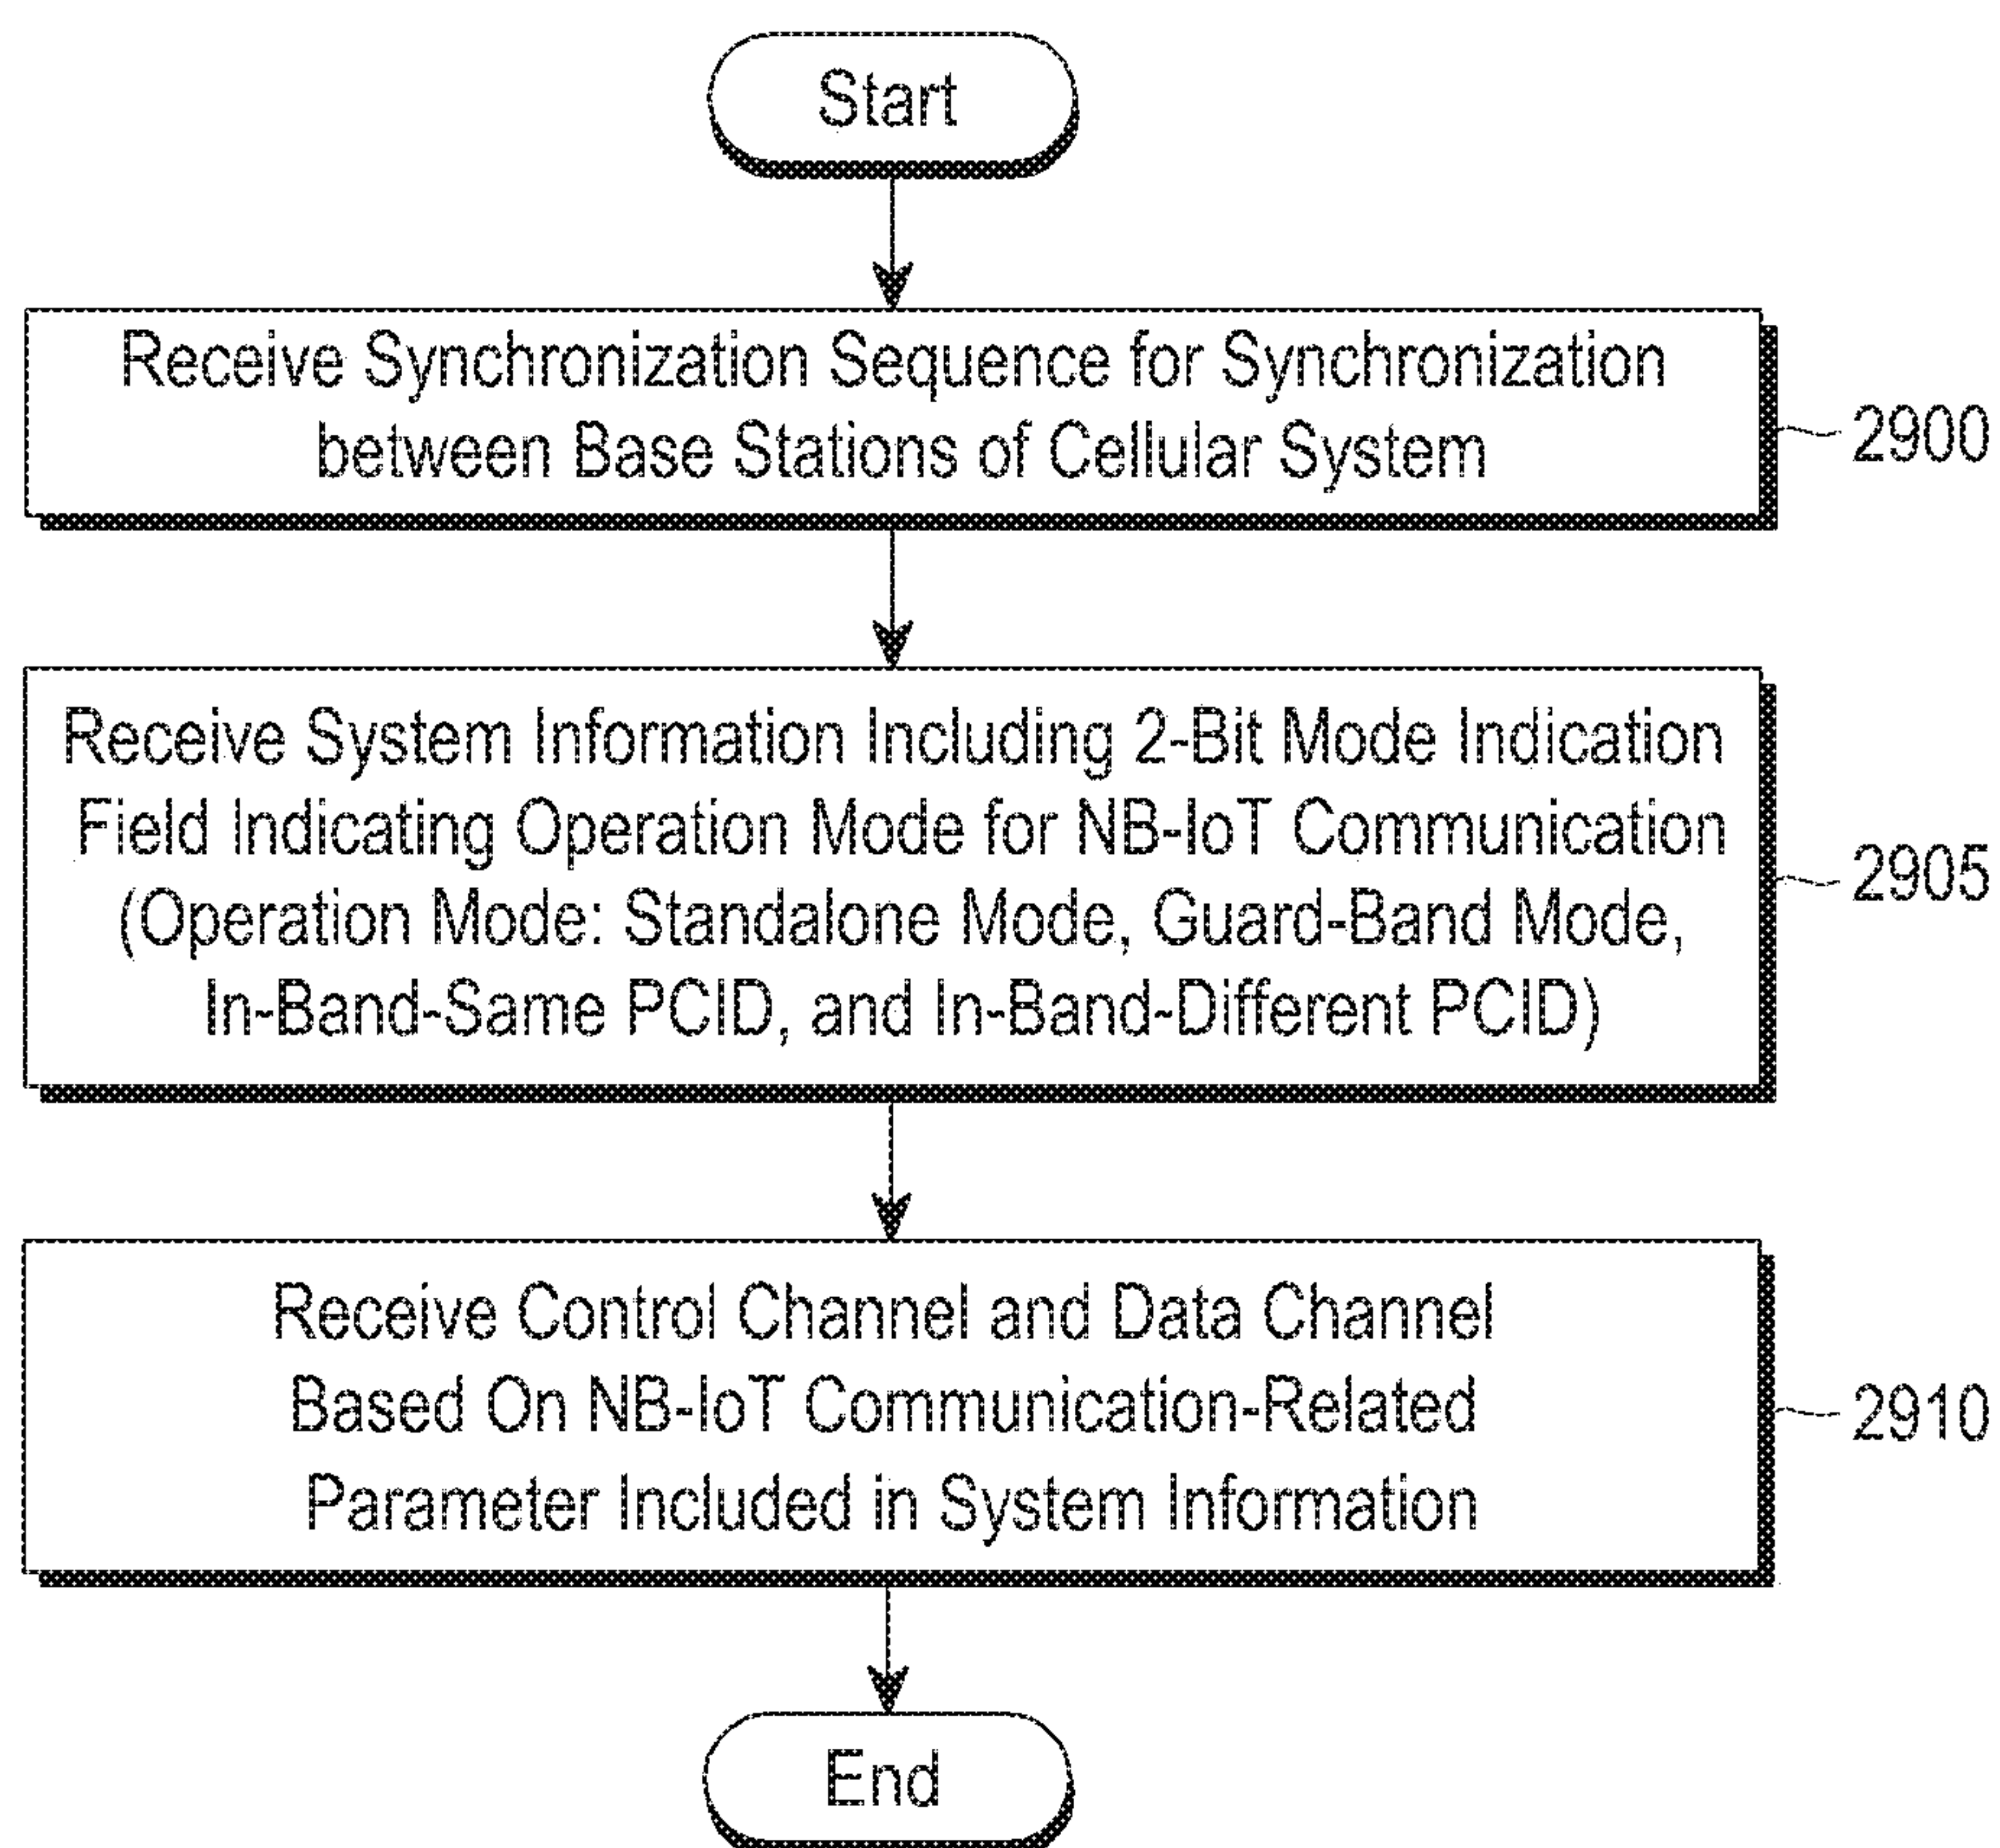 Start
Receive Synchronization Sequence for Synchronization
between Base Stations of Cellular System
2900
Receive System Information Including 2-Bit Mode Indication
Field Indicating Operation Mode for NB-IoT Communication
(Operation Mode: Standalone Mode, Guard-Band Mode,
In-Band-Same PCID, and In-Band-Different PCID)
2905
Receive Control Channel and Data Channel
Based On NB-IoT Communication-Related
Parameter Included in System Information
2910
End